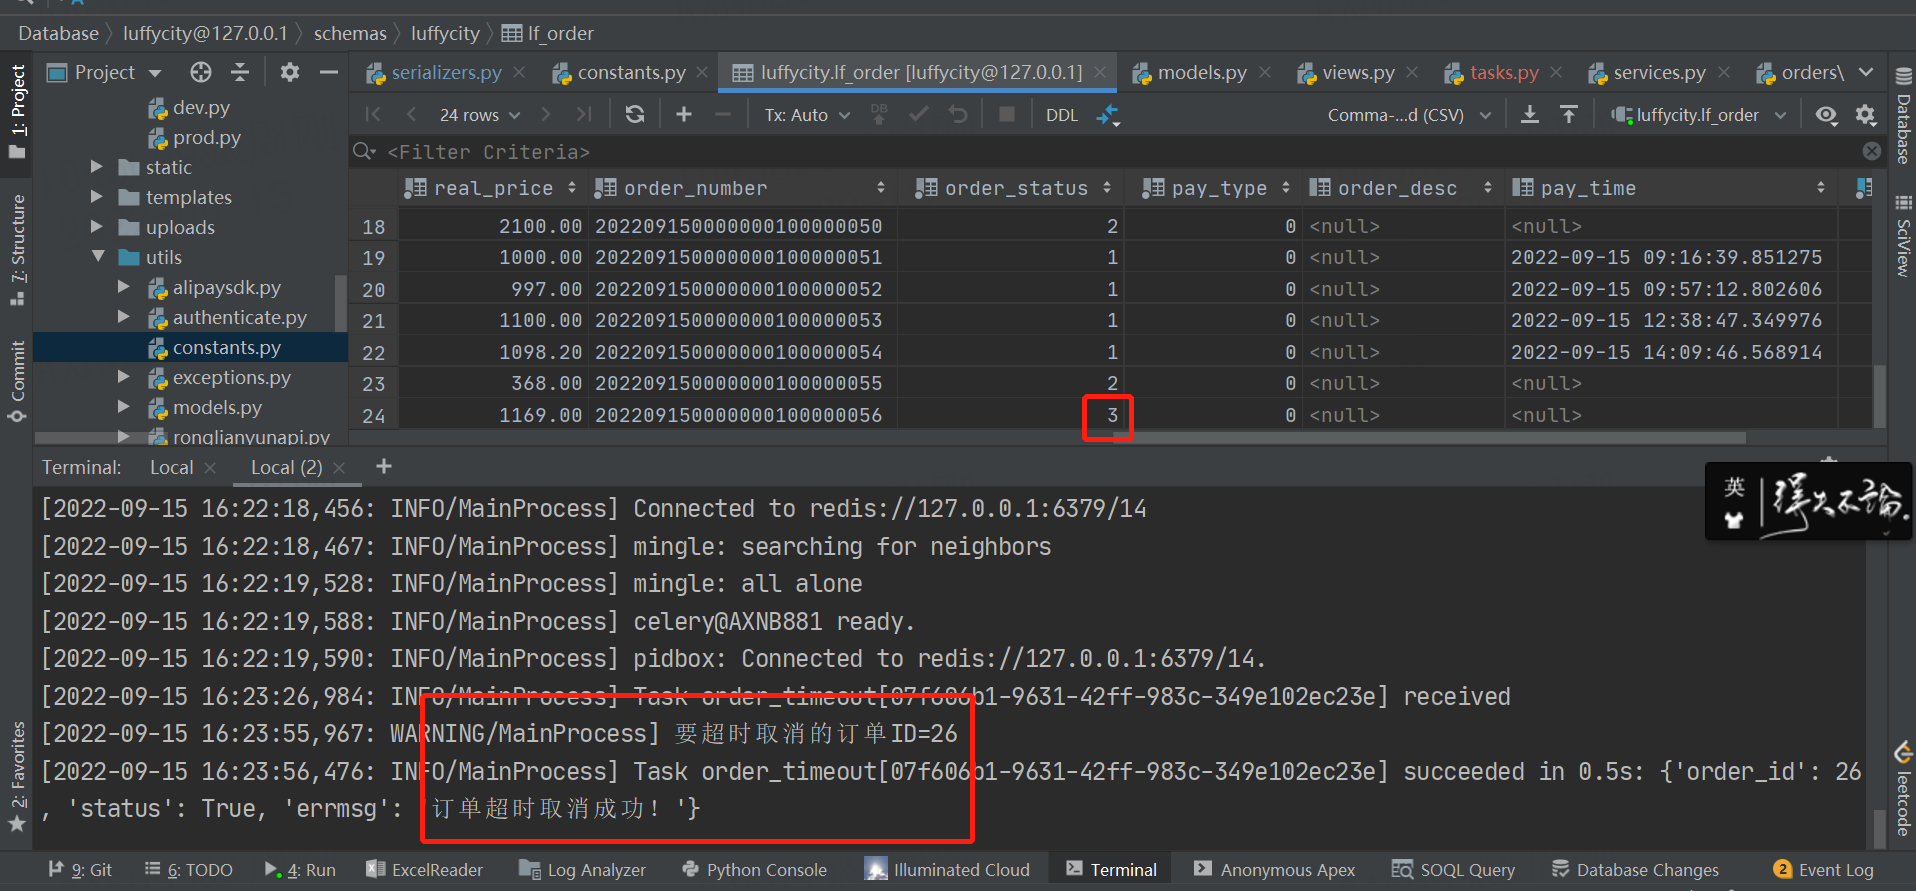 Database luffycity@127.0.0.1 schemas luffycity lf_order
Project
serializers.py constants.py luffycity.lf_order [luffycity@127.0.0.1] models.py views.py tasks.py services.py orders\
24 rows Tx: Auto DB DDL Comma-...d (CSV) luffycity.lf_order
<Filter Criteria>
real_price order_number order_status pay_type order_desc pay_time
18 2100.00 20220915000000001000000050 2 0 <null> <null>
19 1000.00 20220915000000001000000051 1 0 <null> 2022-09-15 09:16:39.851275
20 997.00 20220915000000001000000052 1 0 <null> 2022-09-15 09:57:12.802606
21 1100.00 20220915000000001000000053 1 0 <null> 2022-09-15 12:38:47.349976
22 1098.20 20220915000000001000000054 1 0 <null> 2022-09-15 14:09:46.568914
23 368.00 20220915000000001000000055 2 0 <null> <null>
24 1169.00 20220915000000001000000056 3 0 <null> <null>
dev.py
prod.py
static
templates
uploads
utils
alipaysdk.py
authenticate.py
constants.py
exceptions.py
models.py
ronglianyunapi.py
1: Project
7: Structure
Commit
2: Favorites
Database
SciView
leetcode
Terminal: Local Local (2)
[2022-09-15 16:22:18,456: INFO/MainProcess] Connected to redis://127.0.0.1:6379/14
[2022-09-15 16:22:18,467: INFO/MainProcess] mingle: searching for neighbors
[2022-09-15 16:22:19,528: INFO/MainProcess] mingle: all alone
[2022-09-15 16:22:19,588: INFO/MainProcess] celery@AXNB881 ready.
[2022-09-15 16:22:19,590: INFO/MainProcess] pidbox: Connected to redis://127.0.0.1:6379/14.
[2022-09-15 16:23:26,984: INFO/MainProcess] Task order_timeout[07f606b1-9631-42ff-983c-349e102ec23e] received
[2022-09-15 16:23:55,967: WARNING/MainProcess] 要超时取消的订单ID=26
[2022-09-15 16:23:56,476: INFO/MainProcess] Task order_timeout[07f606b1-9631-42ff-983c-349e102ec23e] succeeded in 0.5s: {'order_id': 26
, 'status': True, 'errmsg': '订单超时取消成功！'}
英
得失不論.
9: Git 6: TODO 4: Run ExcelReader Log Analyzer Python Console Illuminated Cloud Terminal Anonymous Apex SOQL Query Database Changes 2 Event Log